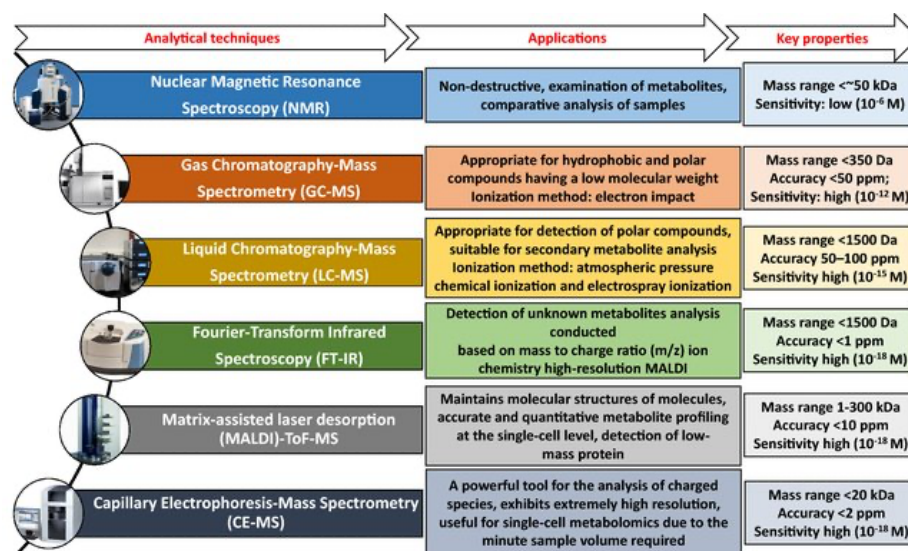 Analytical techniques
Applications
Key properties
Nuclear Magnetic Resonance
Spectroscopy (NMR)
Non-destructive, examination of metabolites,
comparative analysis of samples
Mass range <~50 kDa
Sensitivity: low (10⁻⁶ M)
Gas Chromatography-Mass
Spectrometry (GC-MS)
Appropriate for hydrophobic and polar
compounds having a low molecular weight
Ionization method: electron impact
Mass range <350 Da
Accuracy <50 ppm;
Sensitivity: high (10⁻¹² M)
Liquid Chromatography-Mass
Spectrometry (LC-MS)
Appropriate for detection of polar compounds,
suitable for secondary metabolite analysis
Ionization method: atmospheric pressure
chemical ionization and electrospray ionization
Mass range <1500 Da
Accuracy 50–100 ppm
Sensitivity high (10⁻¹⁵ M)
Fourier-Transform Infrared
Spectroscopy (FT-IR)
Detection of unknown metabolites analysis
conducted
based on mass to charge ratio (m/z) ion
chemistry high-resolution MALDI
Mass range <1500 Da
Accuracy <1 ppm
Sensitivity high (10⁻¹⁸ M)
Matrix-assisted laser desorption
(MALDI)-ToF-MS
Maintains molecular structures of molecules,
accurate and quantitative metabolite profiling
at the single-cell level, detection of low-
mass protein
Mass range 1-300 kDa
Accuracy <10 ppm
Sensitivity high (10⁻¹⁸ M)
Capillary Electrophoresis-Mass Spectrometry
(CE-MS)
A powerful tool for the analysis of charged
species, exhibits extremely high resolution,
useful for single-cell metabolomics due to the
minute sample volume required
Mass range <20 kDa
Accuracy <2 ppm
Sensitivity high (10⁻¹⁸ M)